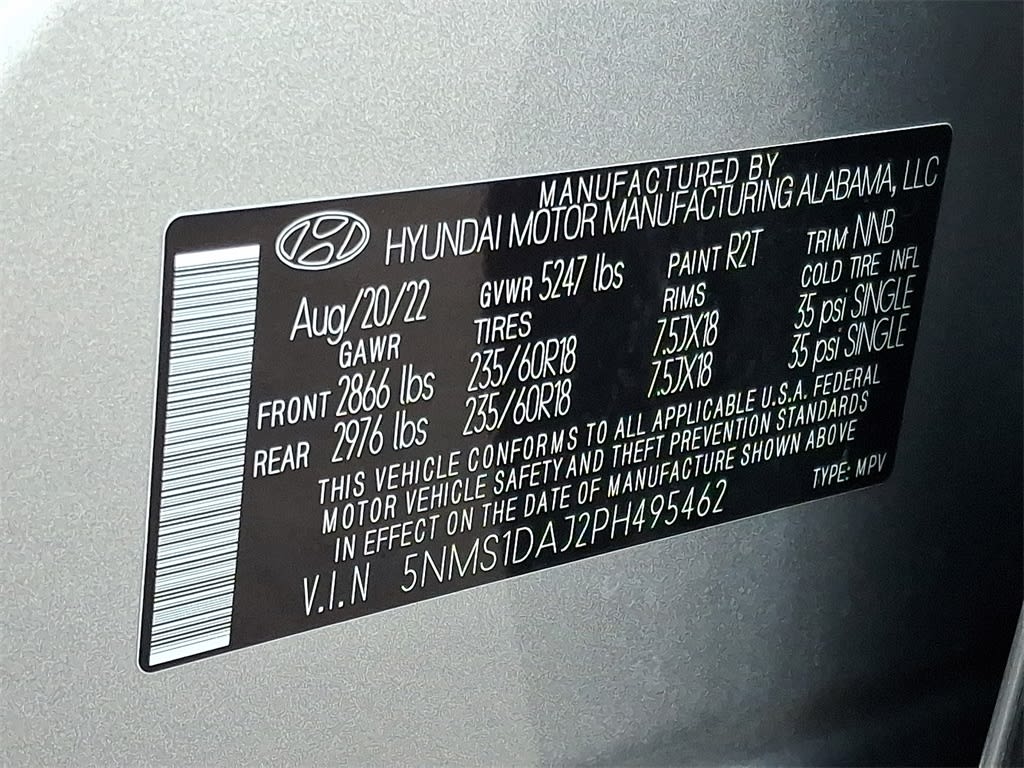 MANUFACTURED BY
HYUNDAI MOTOR MANUFACTURING ALABAMA, LLC
Aug/20/22 GVWR 5247 lbs PAINT R2T TRIM NNB
GAWR TIRES RIMS COLD TIRE INFL
FRONT 2866 lbs 235/60R18 7.5JX18 35 psi SINGLE
REAR 2976 lbs 235/60R18 7.5JX18 35 psi SINGLE
THIS VEHICLE CONFORMS TO ALL APPLICABLE U.S.A. FEDERAL
MOTOR VEHICLE SAFETY AND THEFT PREVENTION STANDARDS
IN EFFECT ON THE DATE OF MANUFACTURE SHOWN ABOVE
V.I.N 5NMS1DAJ2PH495462 TYPE: MPV